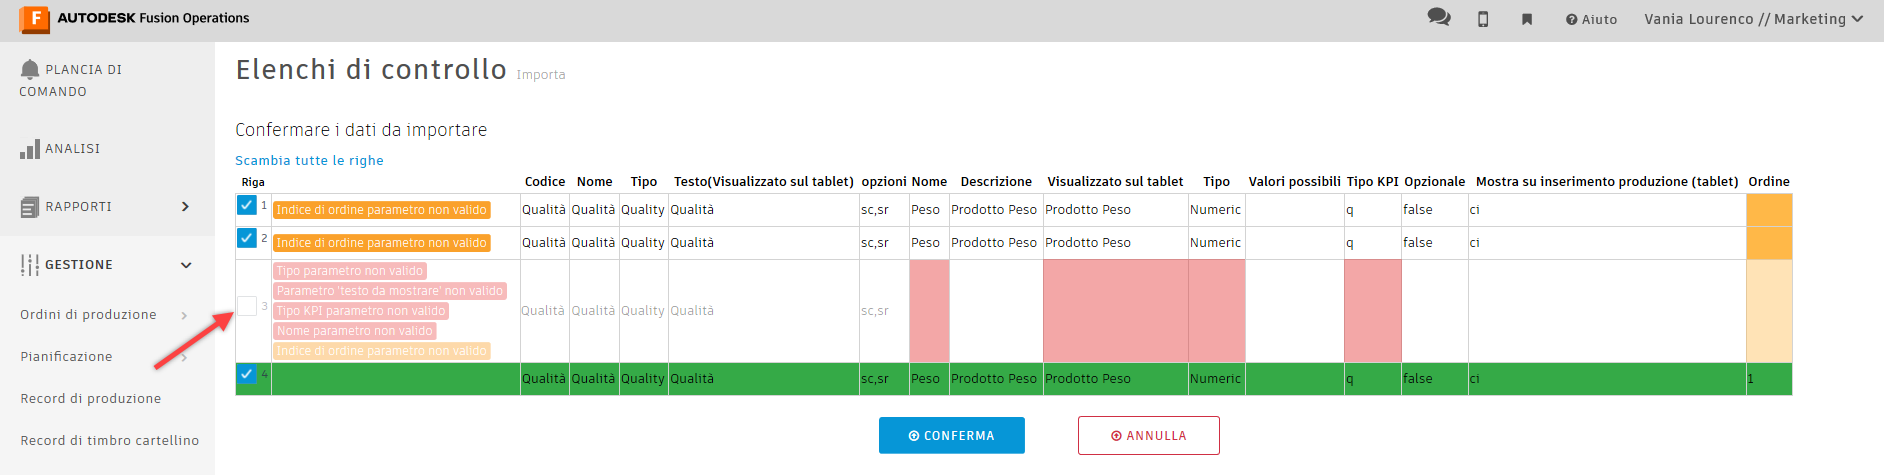 F AUTODESK Fusion Operations
Aiuto
Vania Lourenco // Marketing
PLANCIA DI
COMANDO
ANALISI
RAPPORTI
GESTIONE
Ordini di produzione
Pianificazione
Record di produzione
Record di timbro cartellino
Elenchi di controllo Importa
Confermare i dati da importare
Scambia tutte le righe
Riga Codice Nome Tipo Testo(Visualizzato sul tablet) opzioni Nome Descrizione Visualizzato sul tablet Tipo Valori possibili Tipo KPI Opzionale Mostra su inserimento produzione (tablet) Ordine
1 Indice di ordine parametro non valido Qualità Qualità Quality Qualità sc,sr Peso Prodotto Peso Prodotto Peso Numeric q false ci
2 Indice di ordine parametro non valido Qualità Qualità Quality Qualità sc,sr Peso Prodotto Peso Prodotto Peso Numeric q false ci
Tipo parametro non valido
Parametro 'testo da mostrare' non valido
3 Tipo KPI parametro non valido Qualità Qualità Quality Qualità sc,sr
Nome parametro non valido
Indice di ordine parametro non valido
4 Qualità Qualità Quality Qualità sc,sr Peso Prodotto Peso Prodotto Peso Numeric q false ci 1
CONFERMA
ANNULLA